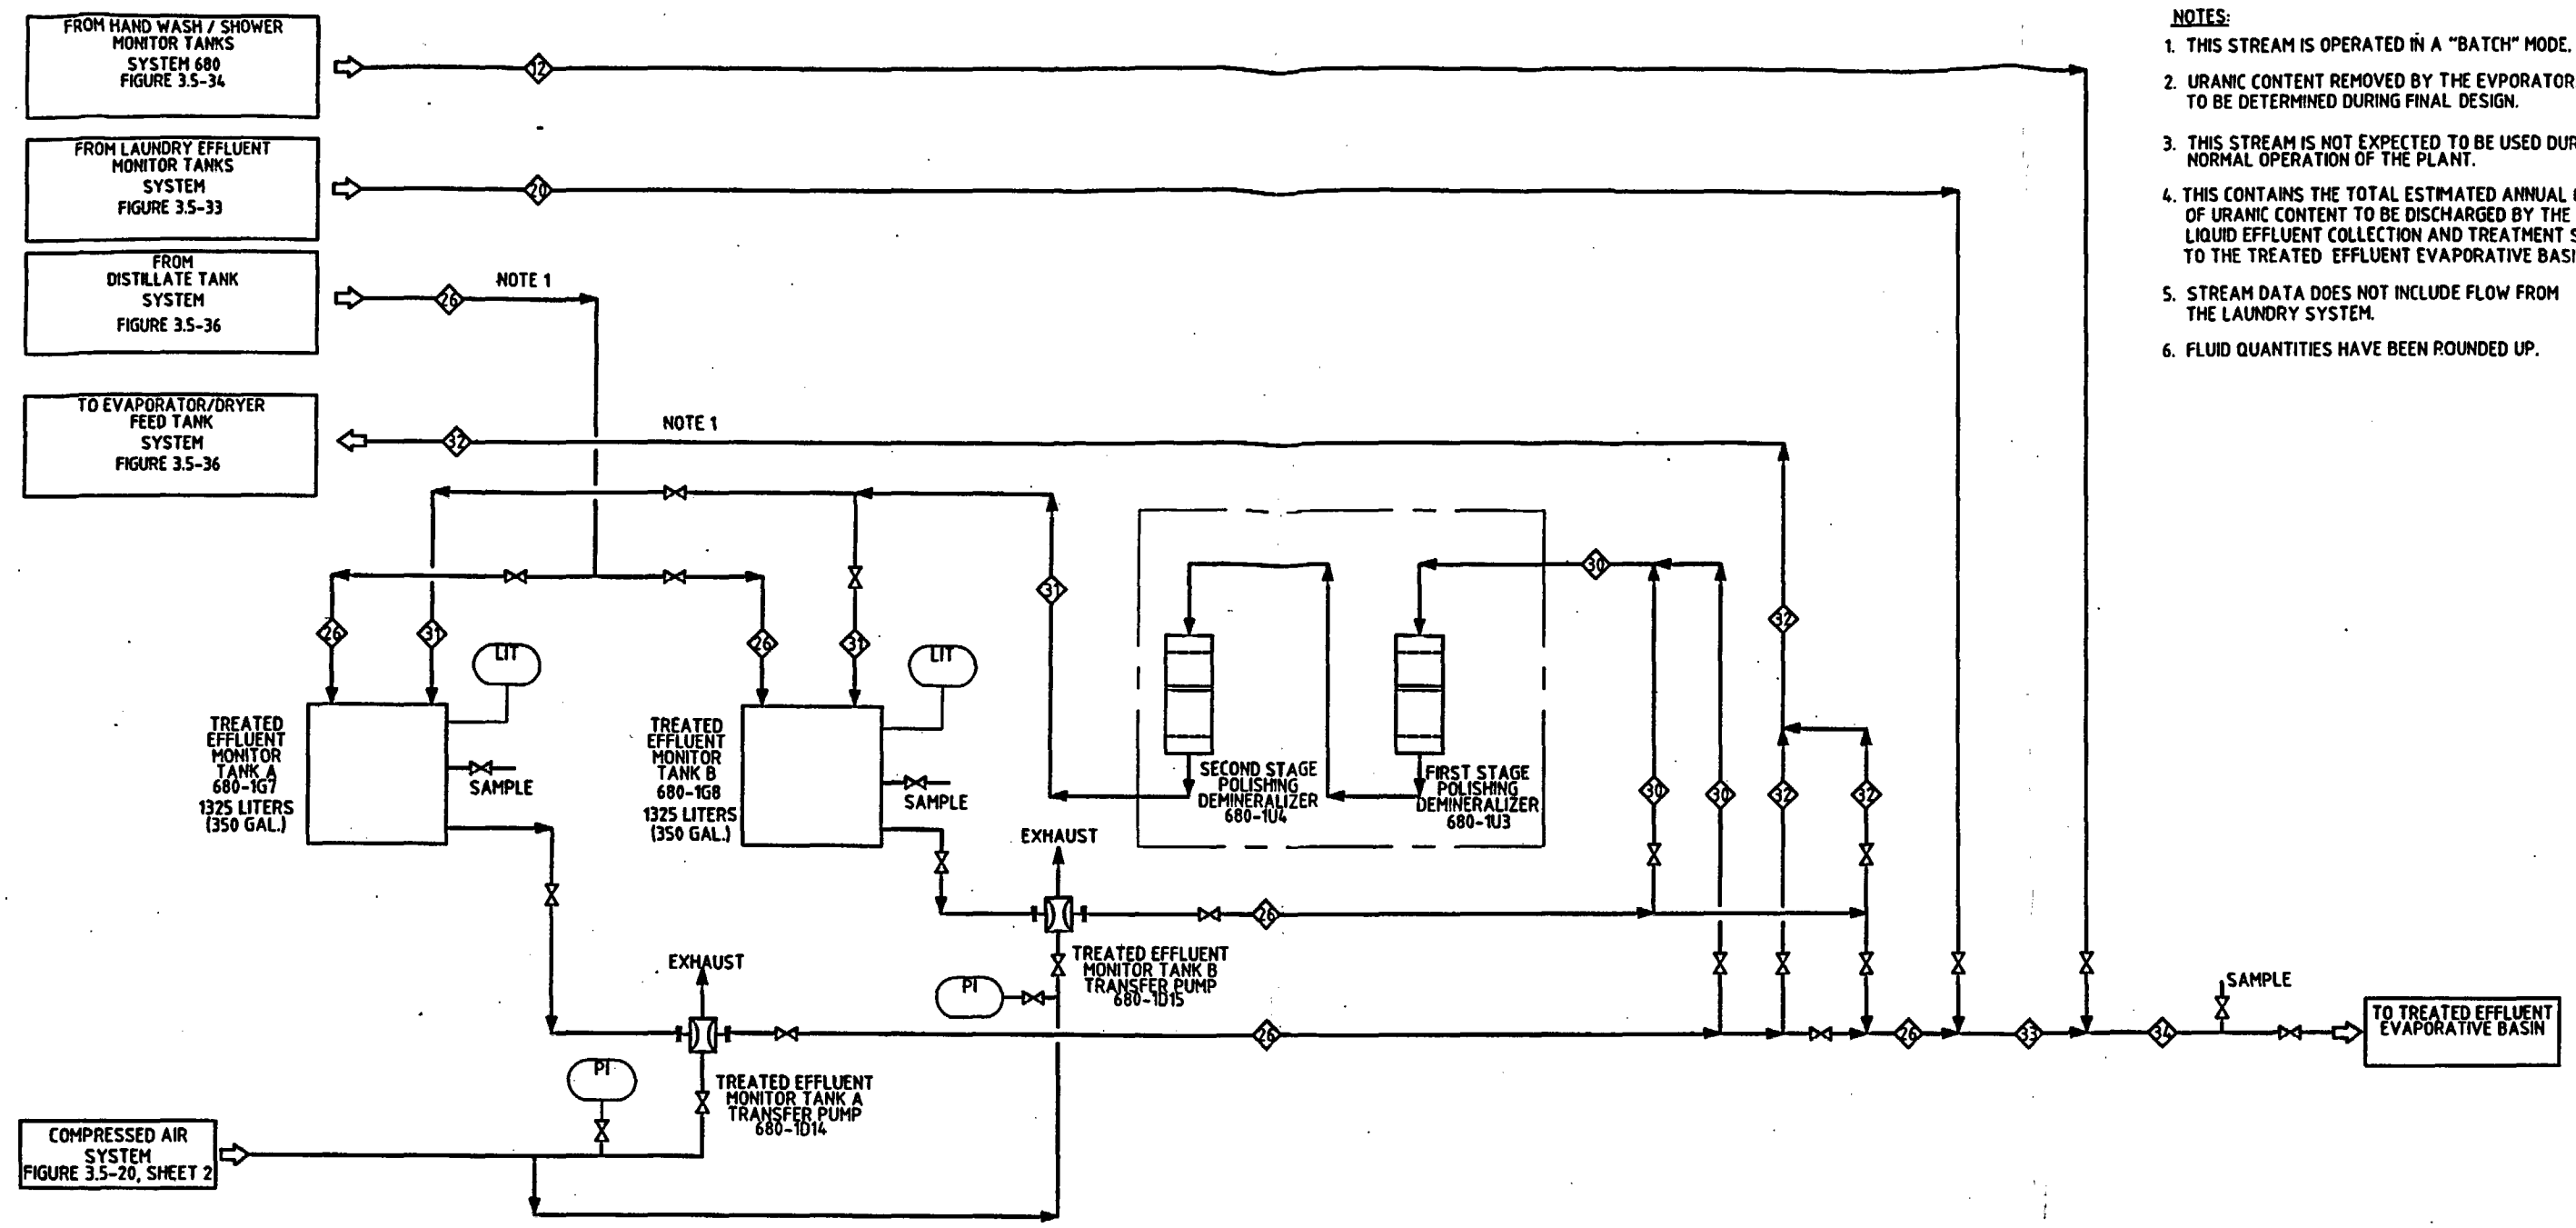 FROM HAND WASH / SHOWER
MONITOR TANKS
SYSTEM 680
FIGURE 3.5-34
12
FROM LAUNDRY EFFLUENT
MONITOR TANKS
SYSTEM
FIGURE 3.5-33
20
FROM
DISTILLATE TANK
SYSTEM
FIGURE 3.5-36
26
NOTE 1
TO EVAPORATOR/DRYER
FEED TANK
SYSTEM
FIGURE 3.5-36
32
NOTE 1
NOTES:
1. THIS STREAM IS OPERATED IN A "BATCH" MODE.
2. URANIC CONTENT REMOVED BY THE EVPORATOR
TO BE DETERMINED DURING FINAL DESIGN.
3. THIS STREAM IS NOT EXPECTED TO BE USED DUR
NORMAL OPERATION OF THE PLANT.
4. THIS CONTAINS THE TOTAL ESTIMATED ANNUAL
OF URANIC CONTENT TO BE DISCHARGED BY THE
LIQUID EFFLUENT COLLECTION AND TREATMENT S
TO THE TREATED EFFLUENT EVAPORATIVE BASI
5. STREAM DATA DOES NOT INCLUDE FLOW FROM
THE LAUNDRY SYSTEM.
6. FLUID QUANTITIES HAVE BEEN ROUNDED UP.
26
31
26
31
31
30
32
LIT
LIT
TREATED
EFFLUENT
MONITOR
TANK A
680-1G7
1325 LITERS
(350 GAL.)
SAMPLE
TREATED
EFFLUENT
MONITOR
TANK B
680-1G8
1325 LITERS
(350 GAL.)
SAMPLE
SECOND STAGE
POLISHING
DEMINERALIZER
680-1U4
FIRST STAGE
POLISHING
DEMINERALIZER
680-1U3
30
30
32
32
EXHAUST
26
TREATED EFFLUENT
MONITOR TANK B
TRANSFER PUMP
680-1D15
PI
EXHAUST
26
26
33
34
SAMPLE
TO TREATED EFFLUENT
EVAPORATIVE BASIN
PI
TREATED EFFLUENT
MONITOR TANK A
TRANSFER PUMP
680-1D14
COMPRESSED AIR
SYSTEM
FIGURE 3.5-20, SHEET 2